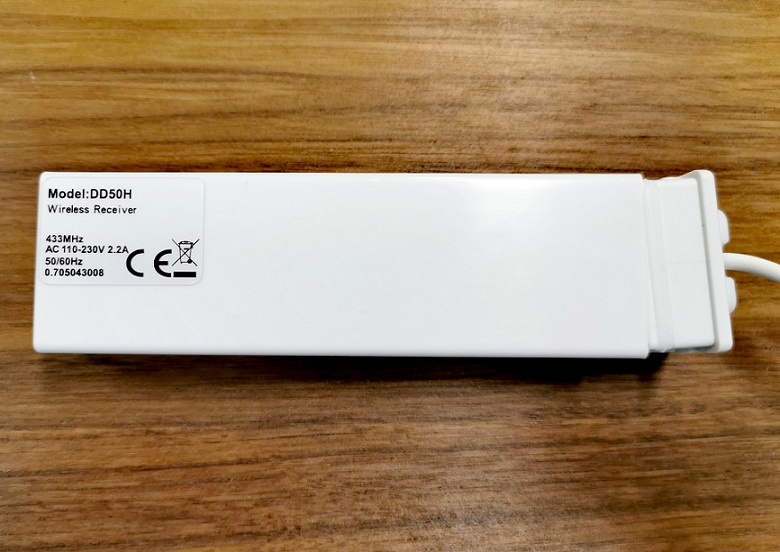 Model:DD50H
Wireless Receiver
433MHz
AC 110-230V 2.2A
50/60Hz
0.705043008
CE